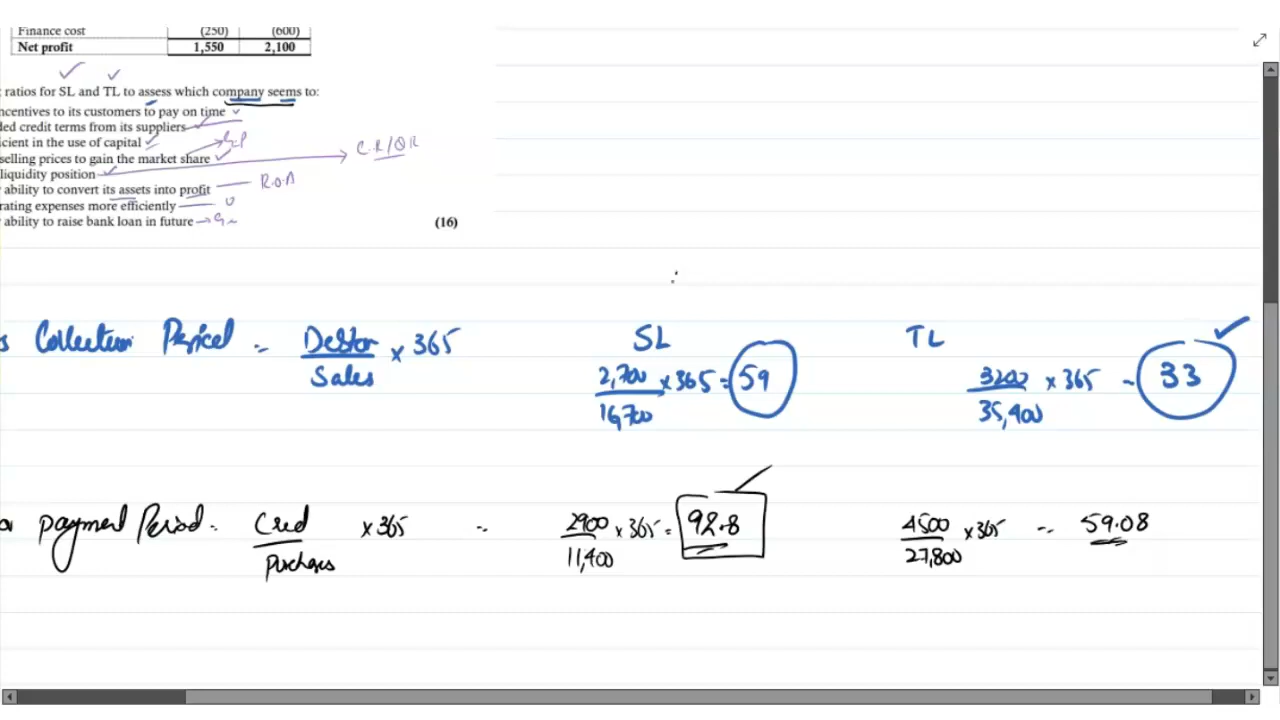 Finance cost (250) (600)
Net profit 1,550 2,100
ratios for SL and TL to assess which company seems to:
ncentives to its customers to pay on time
ded credit terms from its suppliers
icient in the use of capital
G.P
selling prices to gain the market share
C.R/QR
liquidity position
ability to convert its assets into profit R.O.A
rating expenses more efficiently
ability to raise bank loan in future
(16)
s Collection Period = Debtor × 365
Sales
SL
2,700 × 365 = 59
16,700
TL
3200 × 365 = 33
35,400
or payment Period = Cred × 365 =
Purchases
2900 × 365 = 92.8
11,400
4500 × 365 = 59.08
27,800